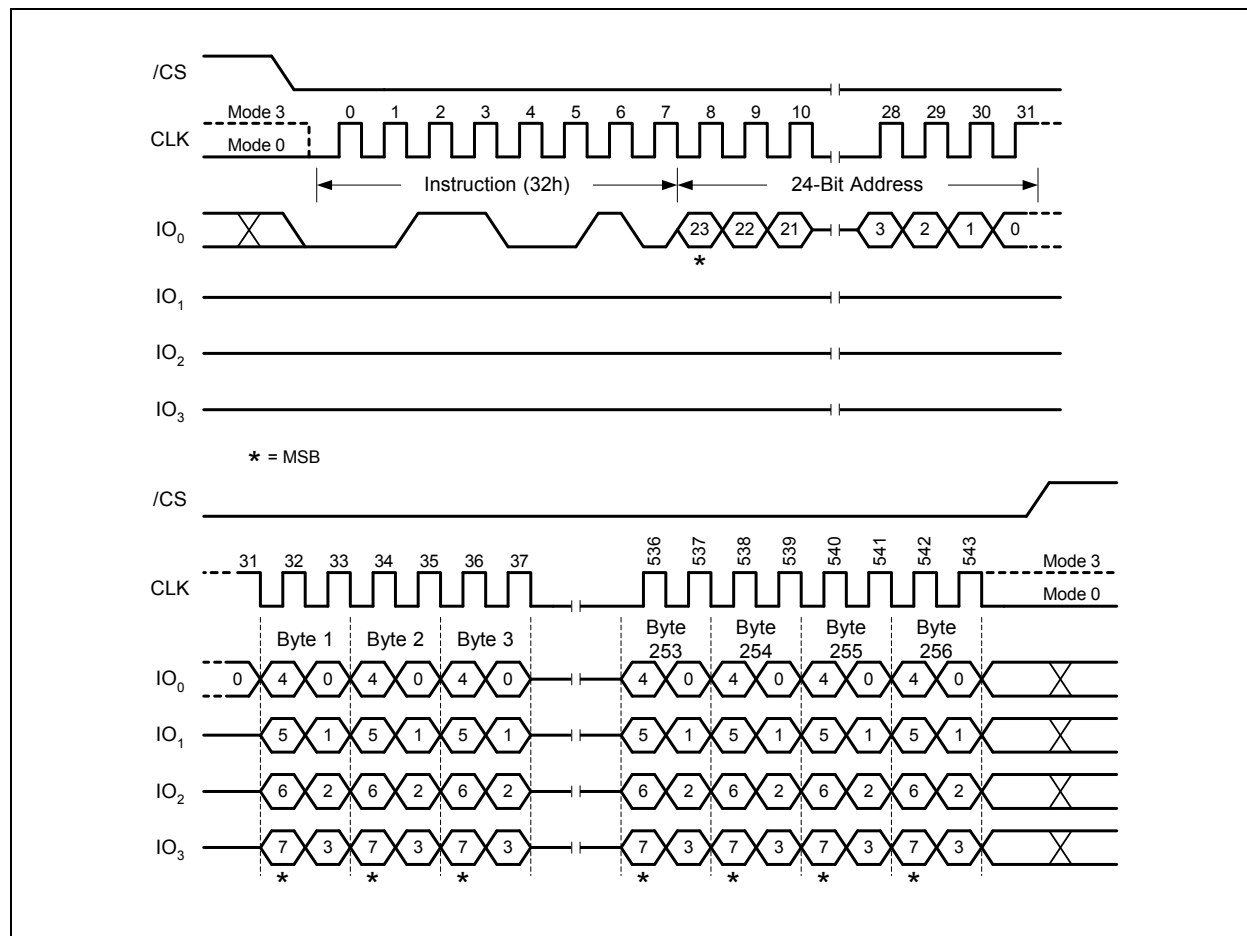 /CS
Mode 3 0 1 2 3 4 5 6 7 8 9 10 28 29 30 31
CLK
Mode 0
Instruction (32h) 24-Bit Address
IO0 23 22 21 3 2 1 0
*
IO1
IO2
IO3
* = MSB
/CS
31 32 33 34 35 36 37 536 537 538 539 540 541 542 543 Mode 3
CLK
Mode 0
Byte 1 Byte 2 Byte 3 Byte 253 Byte 254 Byte 255 Byte 256
IO0 0 4 0 4 0 4 0 4 0 4 0 4 0 4 0
IO1 5 1 5 1 5 1 5 1 5 1 5 1 5 1
IO2 6 2 6 2 6 2 6 2 6 2 6 2 6 2
IO3 7 3 7 3 7 3 7 3 7 3 7 3 7 3
* * * * * * *